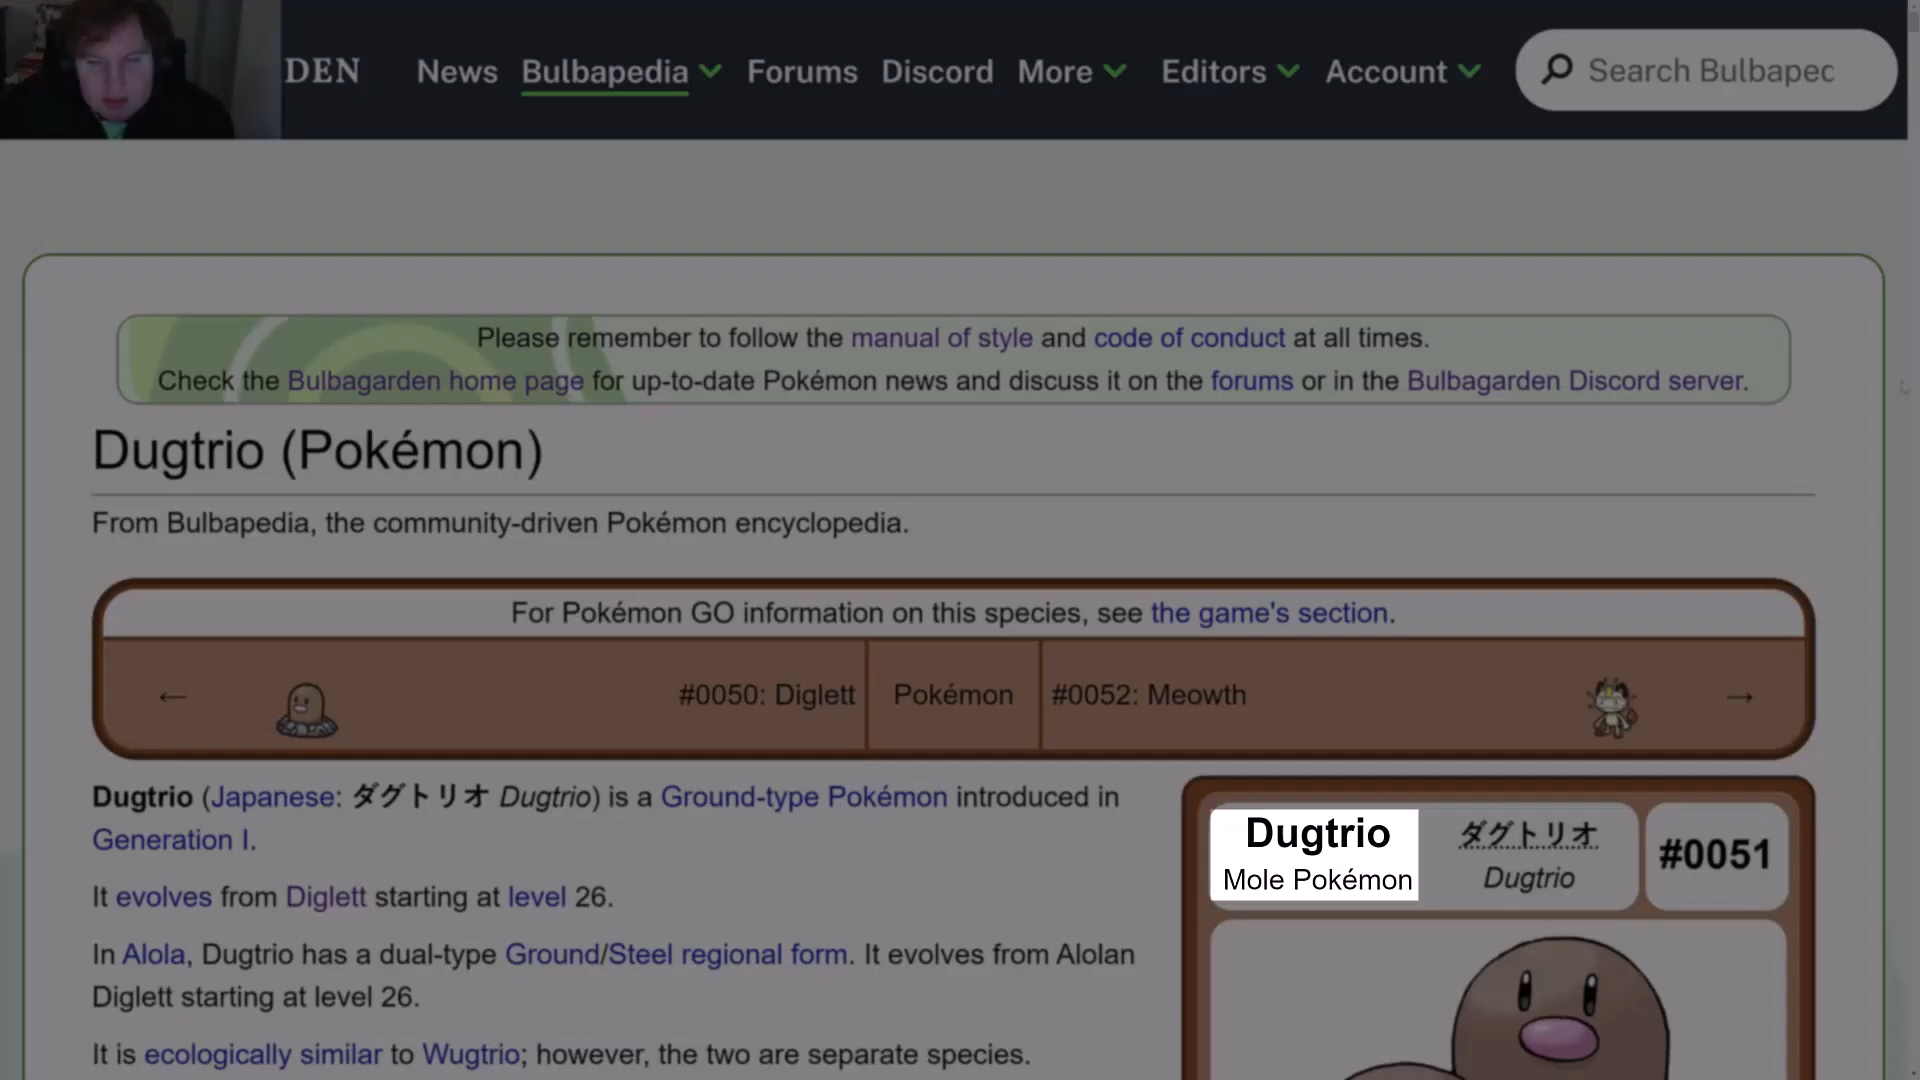 DEN News Bulbapedia Forums Discord More Editors Account Search Bulbapec
Please remember to follow the manual of style and code of conduct at all times.
Check the Bulbagarden home page for up-to-date Pokémon news and discuss it on the forums or in the Bulbagarden Discord server.
Dugtrio (Pokémon)
From Bulbapedia, the community-driven Pokémon encyclopedia.
For Pokémon GO information on this species, see the game's section.
← #0050: Diglett Pokémon #0052: Meowth →
Dugtrio (Japanese: ダグトリオ Dugtrio) is a Ground-type Pokémon introduced in
Generation I.
It evolves from Diglett starting at level 26.
In Alola, Dugtrio has a dual-type Ground/Steel regional form. It evolves from Alolan
Diglett starting at level 26.
It is ecologically similar to Wugtrio; however, the two are separate species.
Dugtrio
Mole Pokémon
ダグトリオ
Dugtrio
#0051